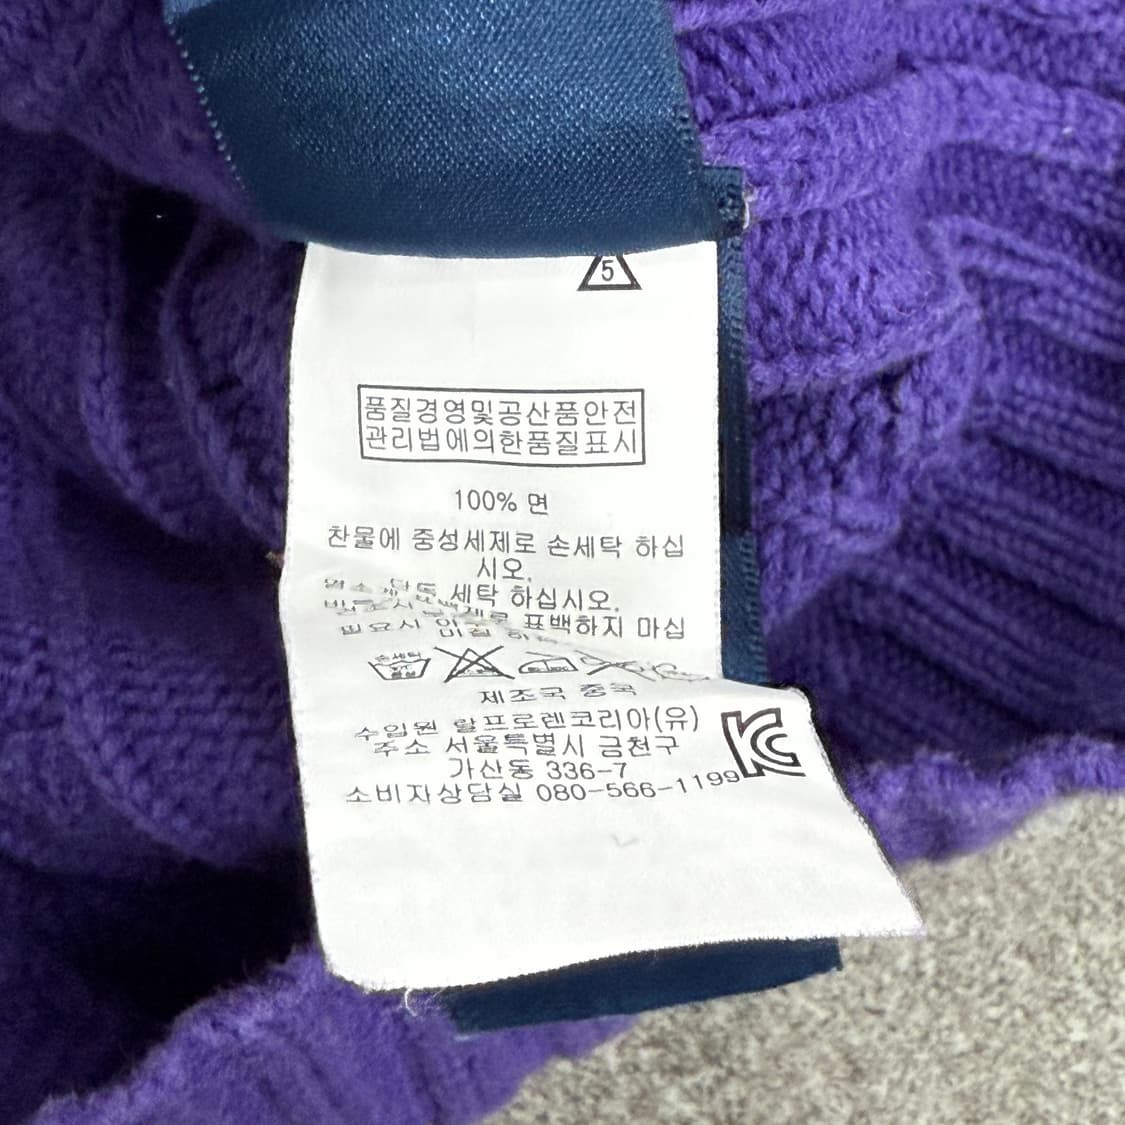 5
품질경영및공산품안전
관리법에의한품질표시
100% 면
찬물에 중성세제로 손세탁 하십
시오.
세탁 하십시오.
표백하지 마십
손세탁
제조국 중국
수입원 랄프로렌코리아(유)
주소 서울특별시 금천구
가산동 336-7
소비자상담실 080-566-1199
KC